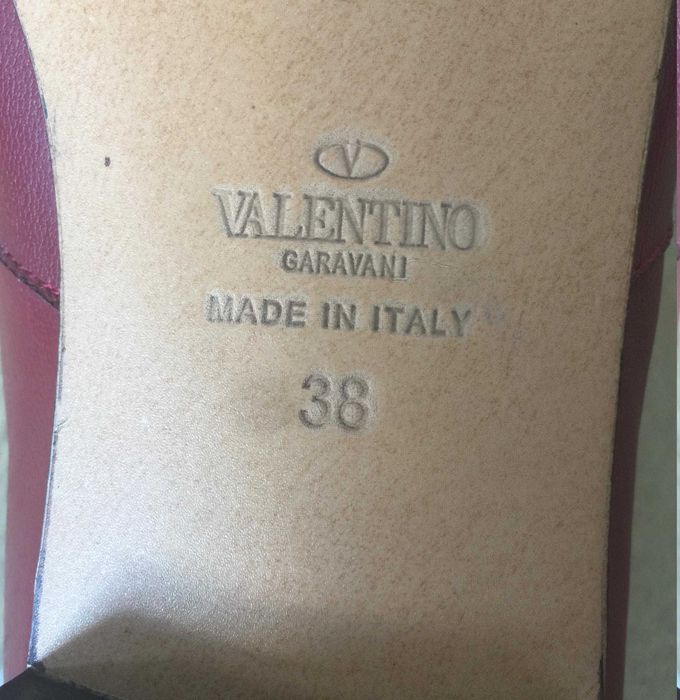 V
VALENTINO
GARAVANI
MADE IN ITALY
38